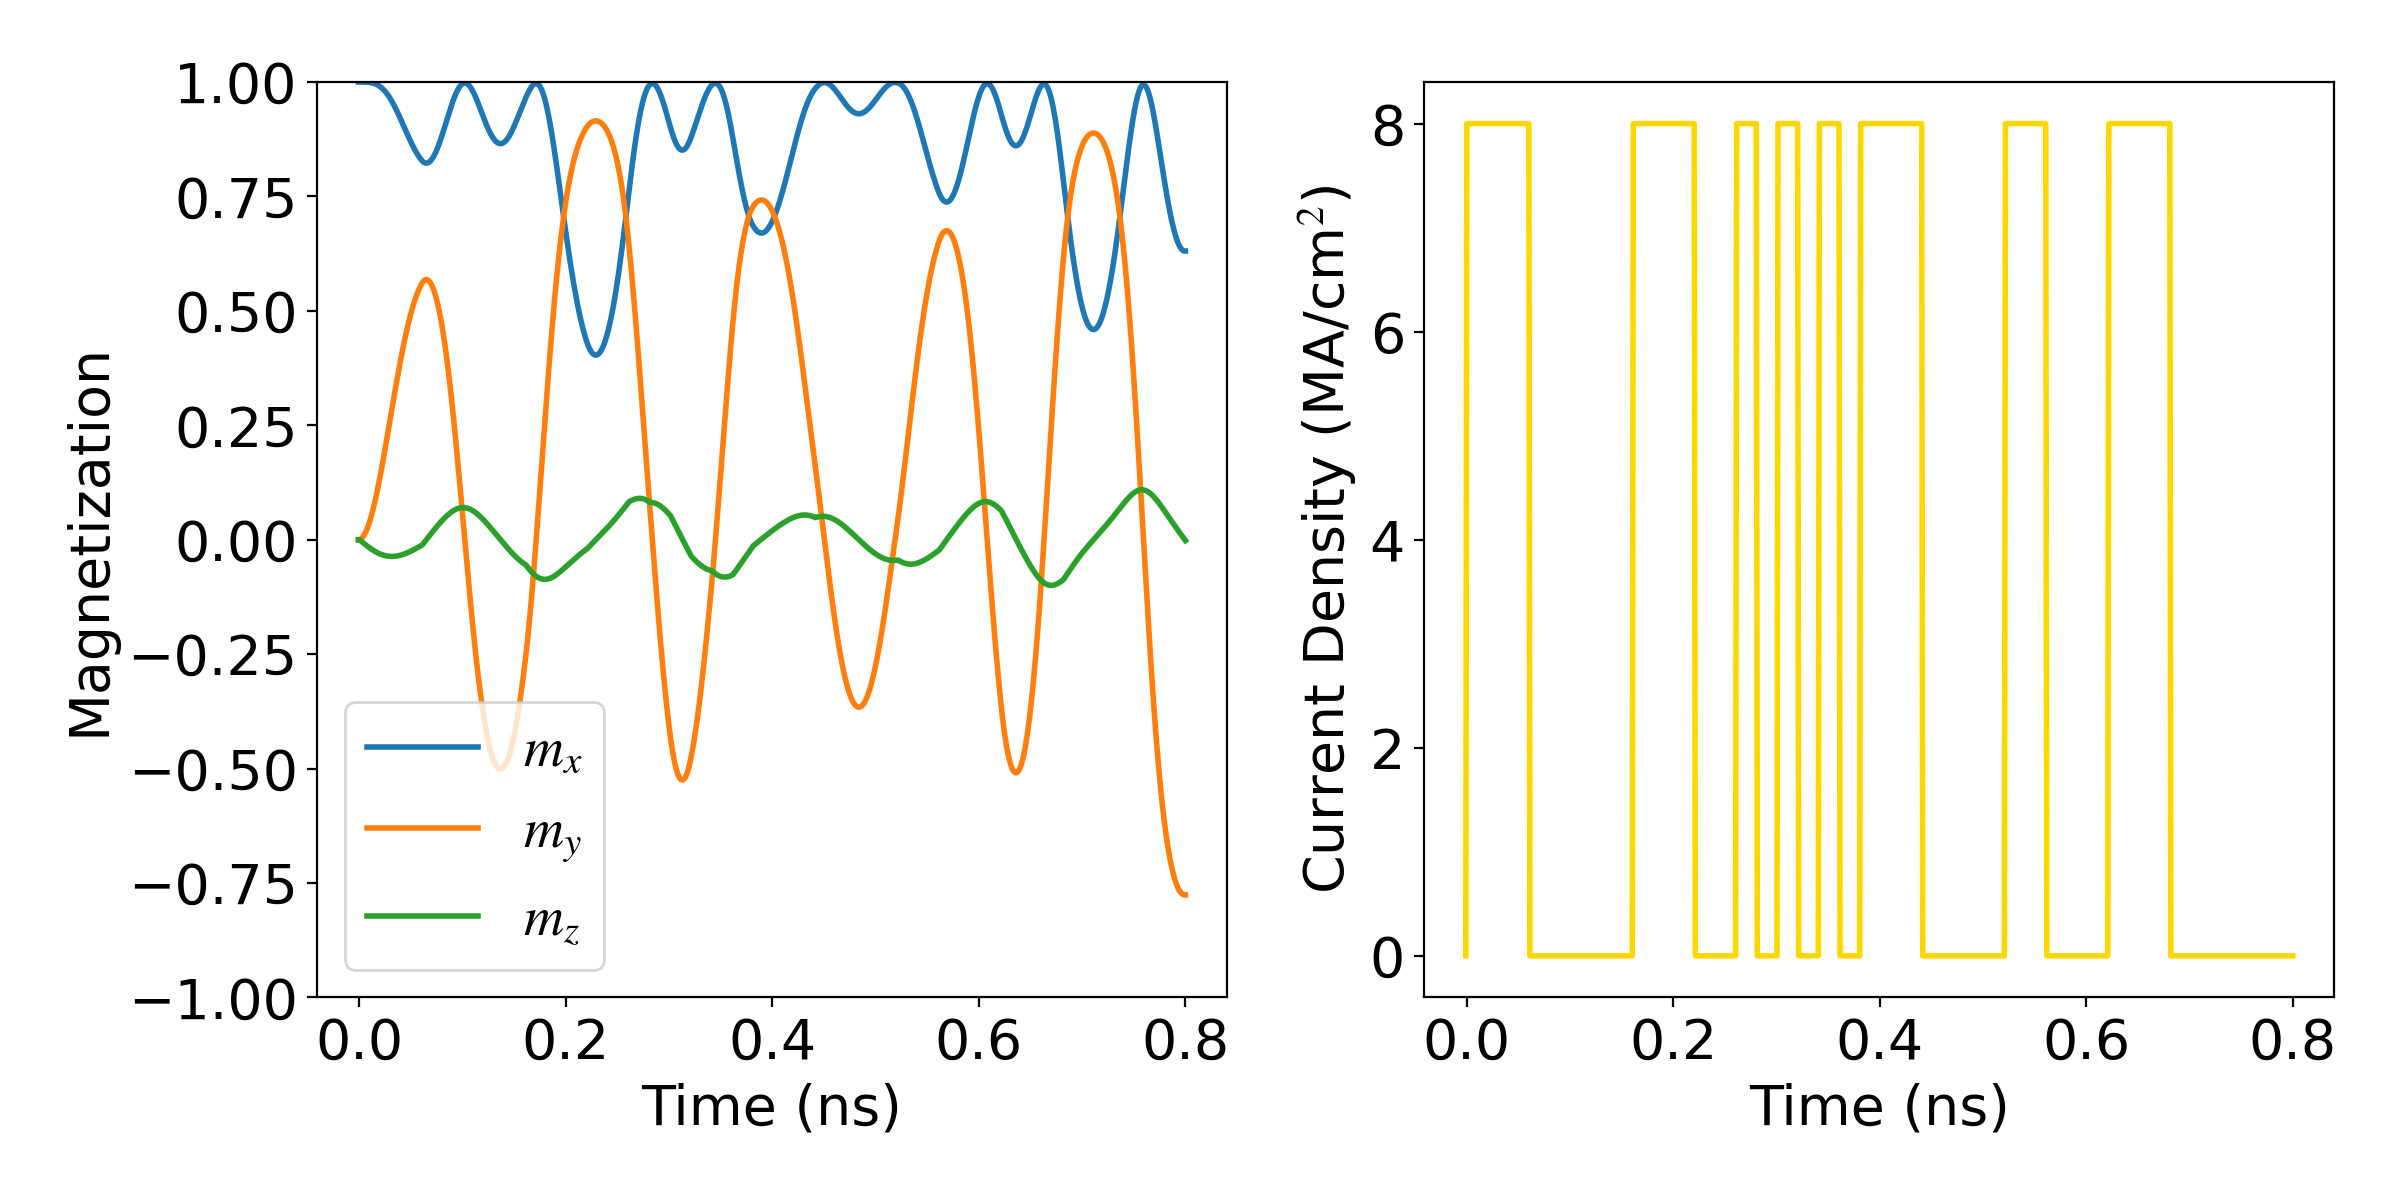 Magnetization
1.00
0.75
0.50
0.25
0.00
−0.25
−0.50
−0.75
−1.00
m_x
m_y
m_z
0.0 0.2 0.4 0.6 0.8
Time (ns)
Current Density (MA/cm²)
8
6
4
2
0
0.0 0.2 0.4 0.6 0.8
Time (ns)